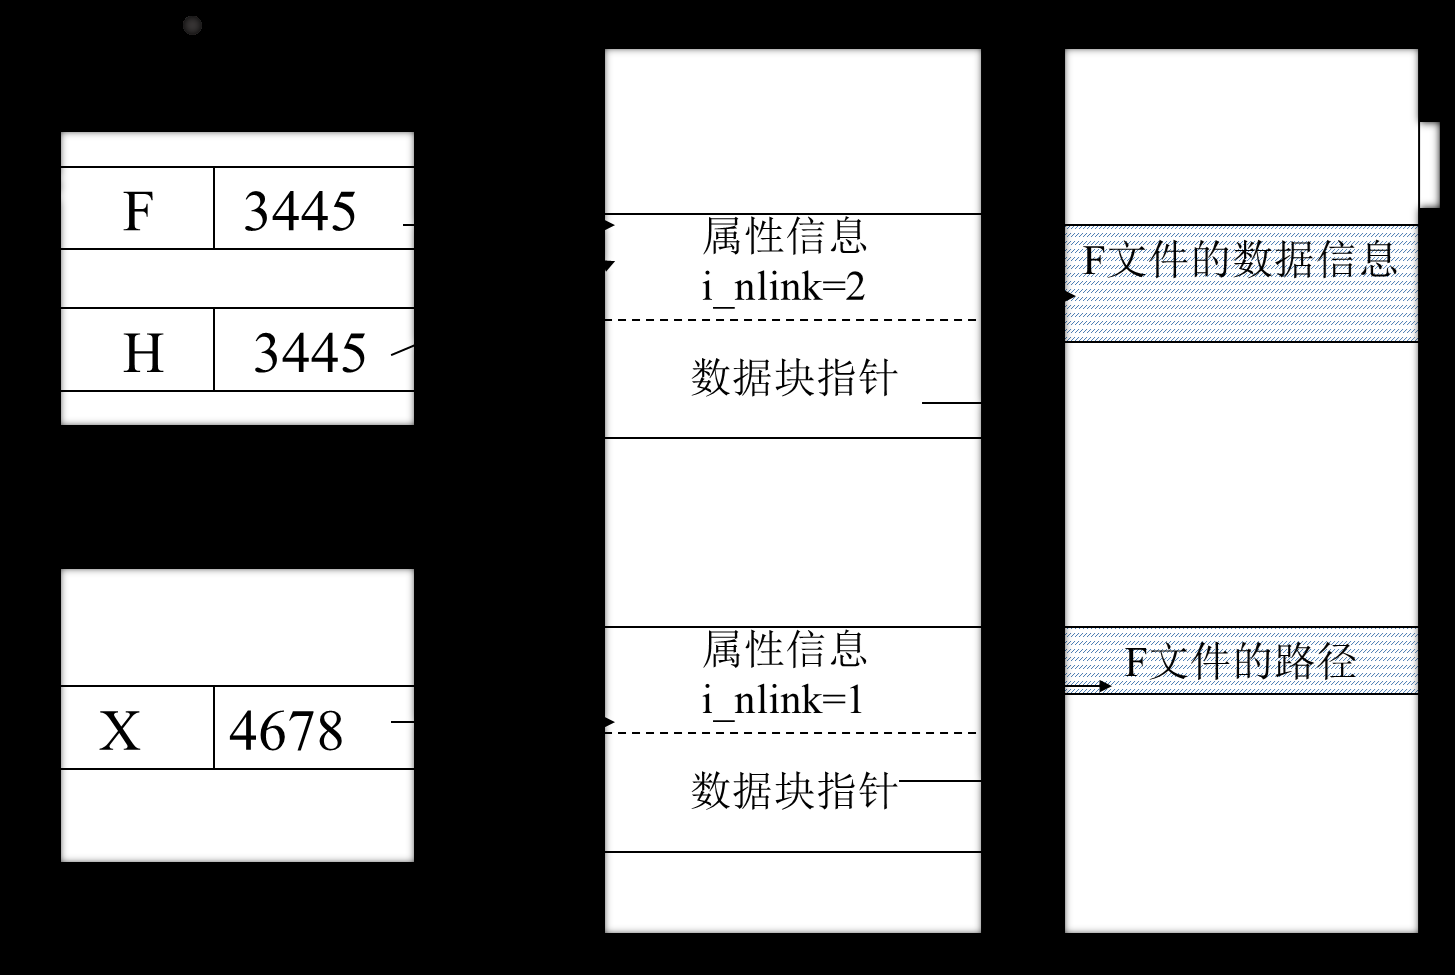 F 3445
H 3445
X 4678
属性信息
i_nlink=2
数据块指针
属性信息
i_nlink=1
数据块指针
F文件的数据信息
F文件的路径